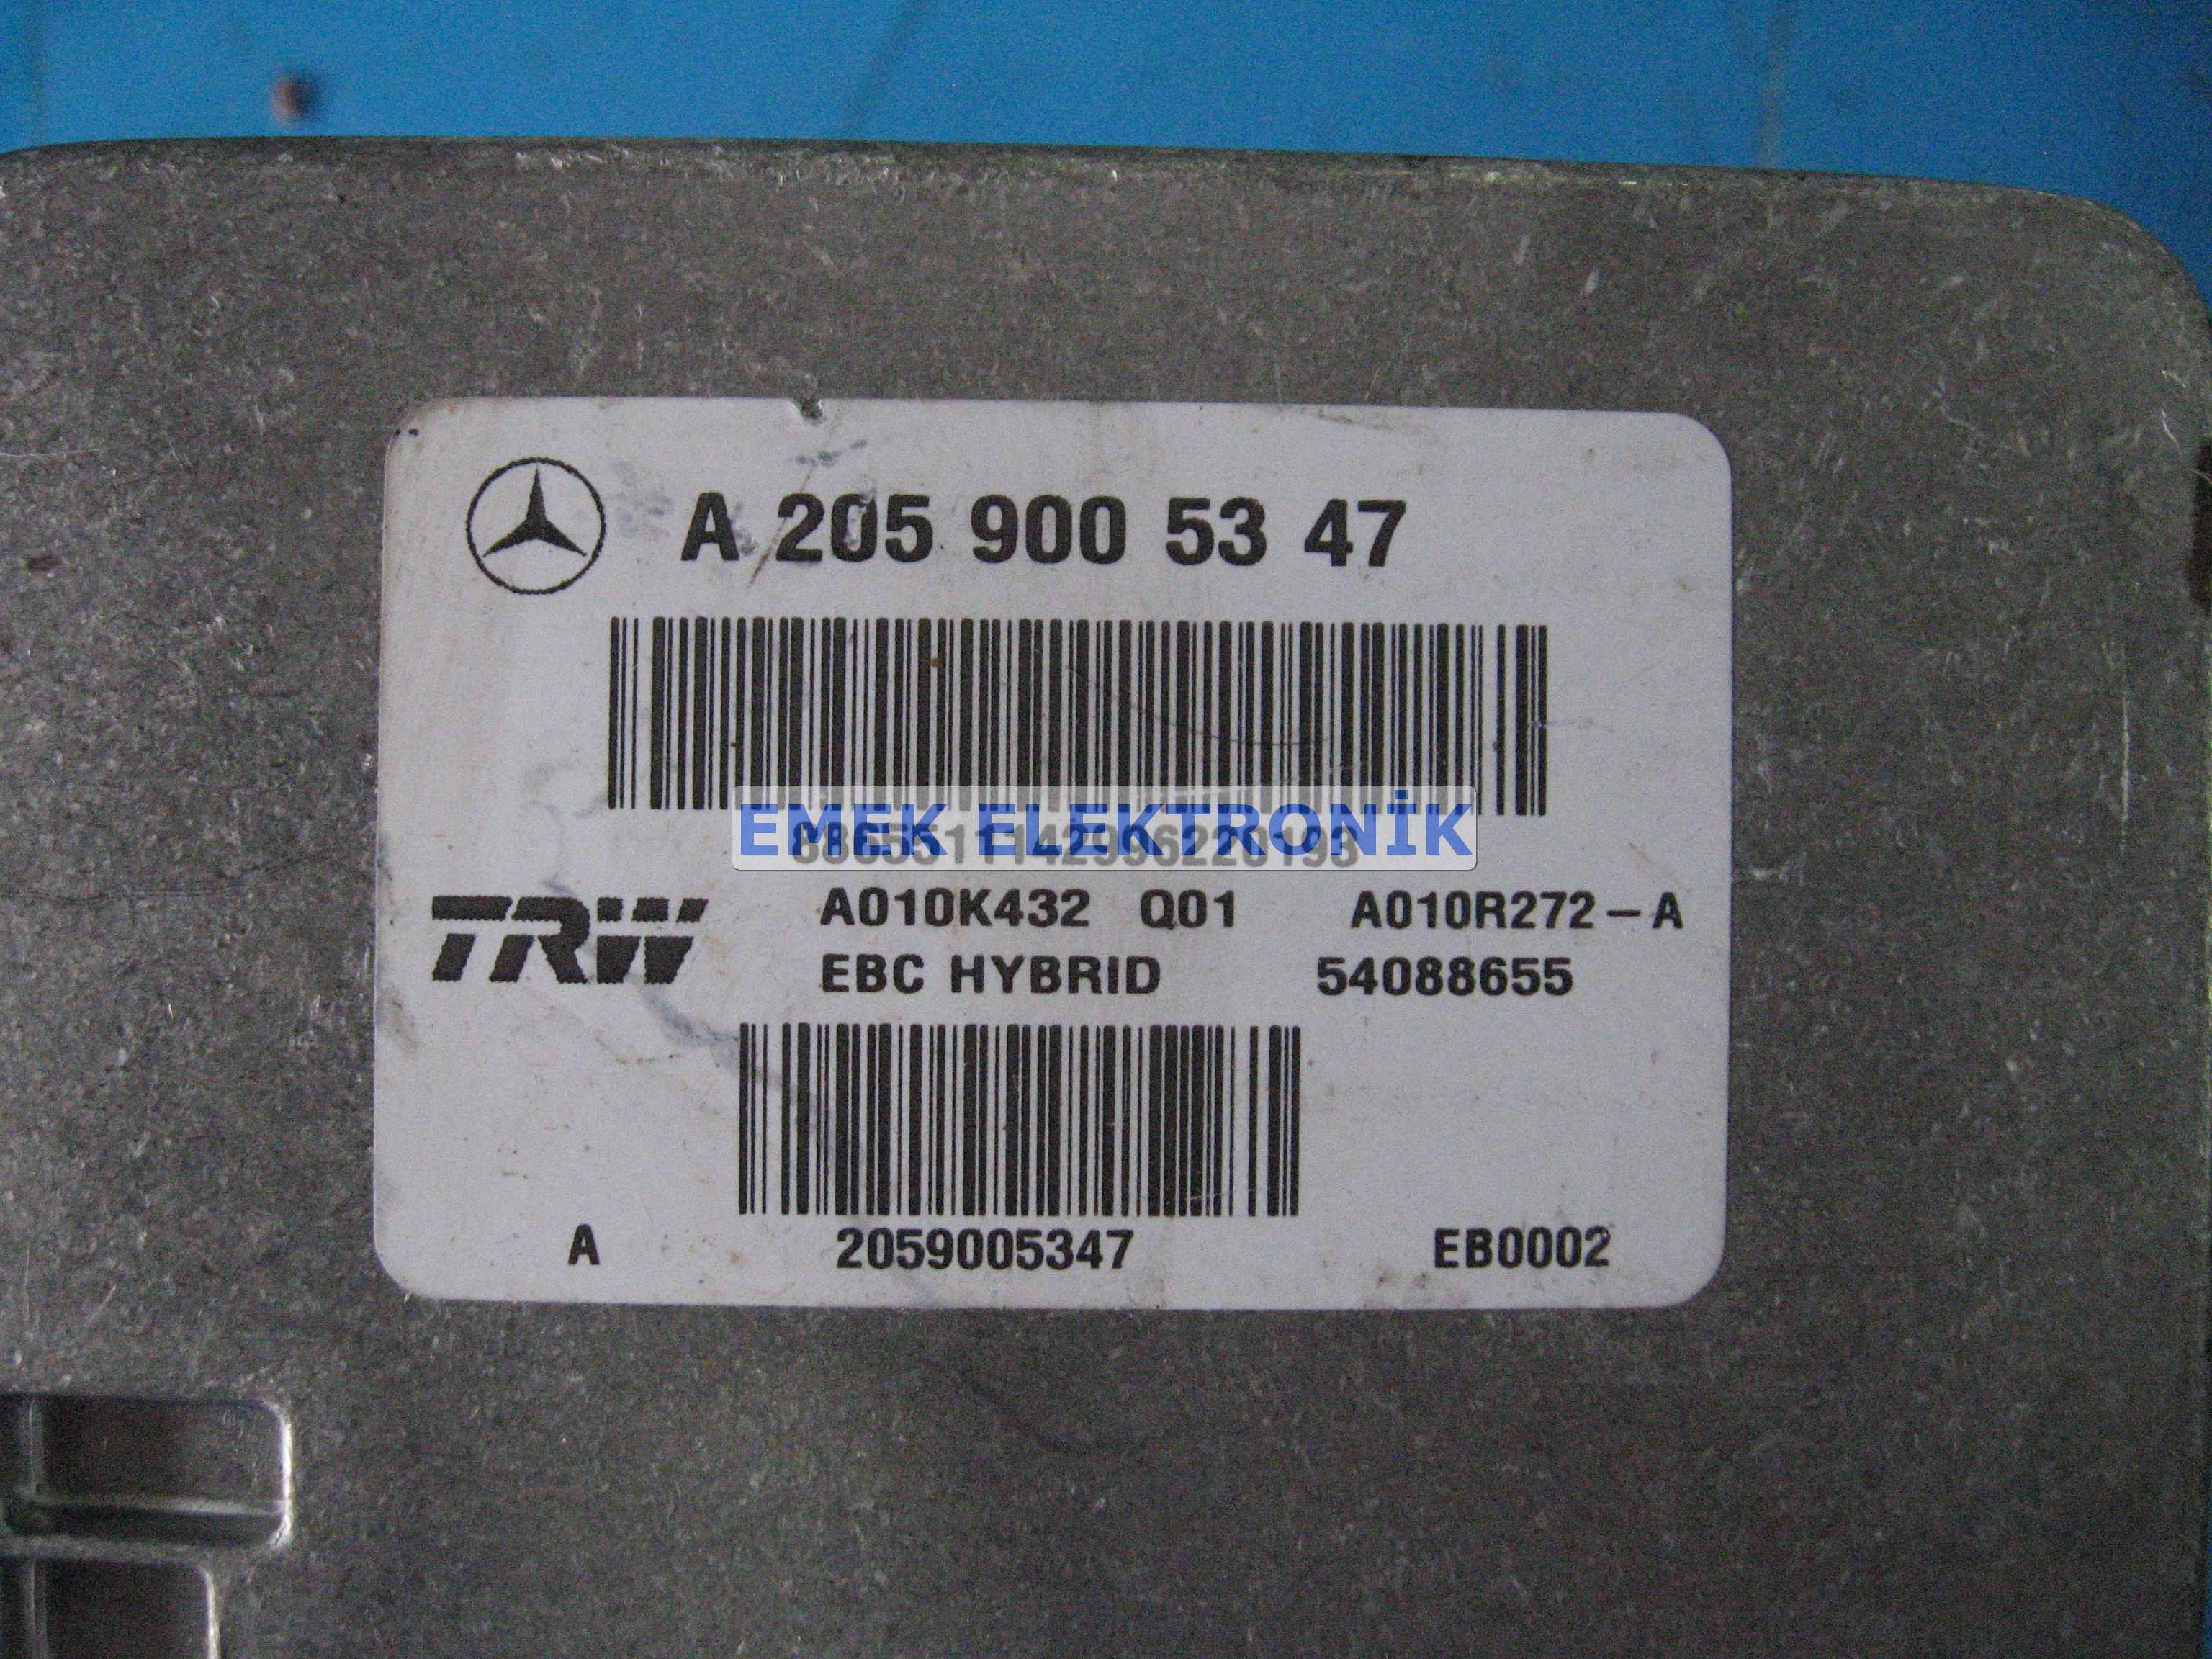 A 205 900 53 47
EMEK ELEKTRONİK
TRW
A010K432 Q01 A010R272-A
EBC HYBRID 54088655
A 2059005347 EB0002